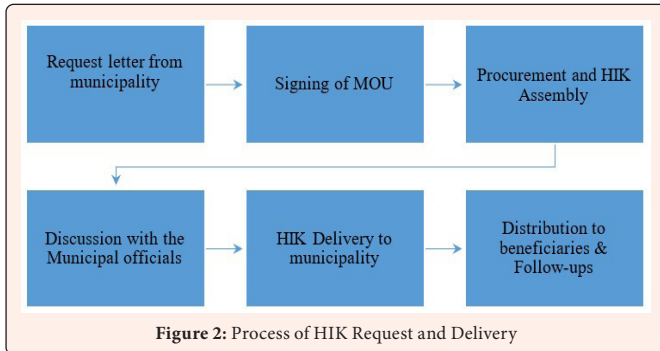 Request letter from
municipality
Signing of MOU
Procurement and HIK
Assembly
Discussion with the
Municipal officials
HIK Delivery to
municipality
Distribution to
beneficiaries &
Follow-ups
Figure 2: Process of HIK Request and Delivery